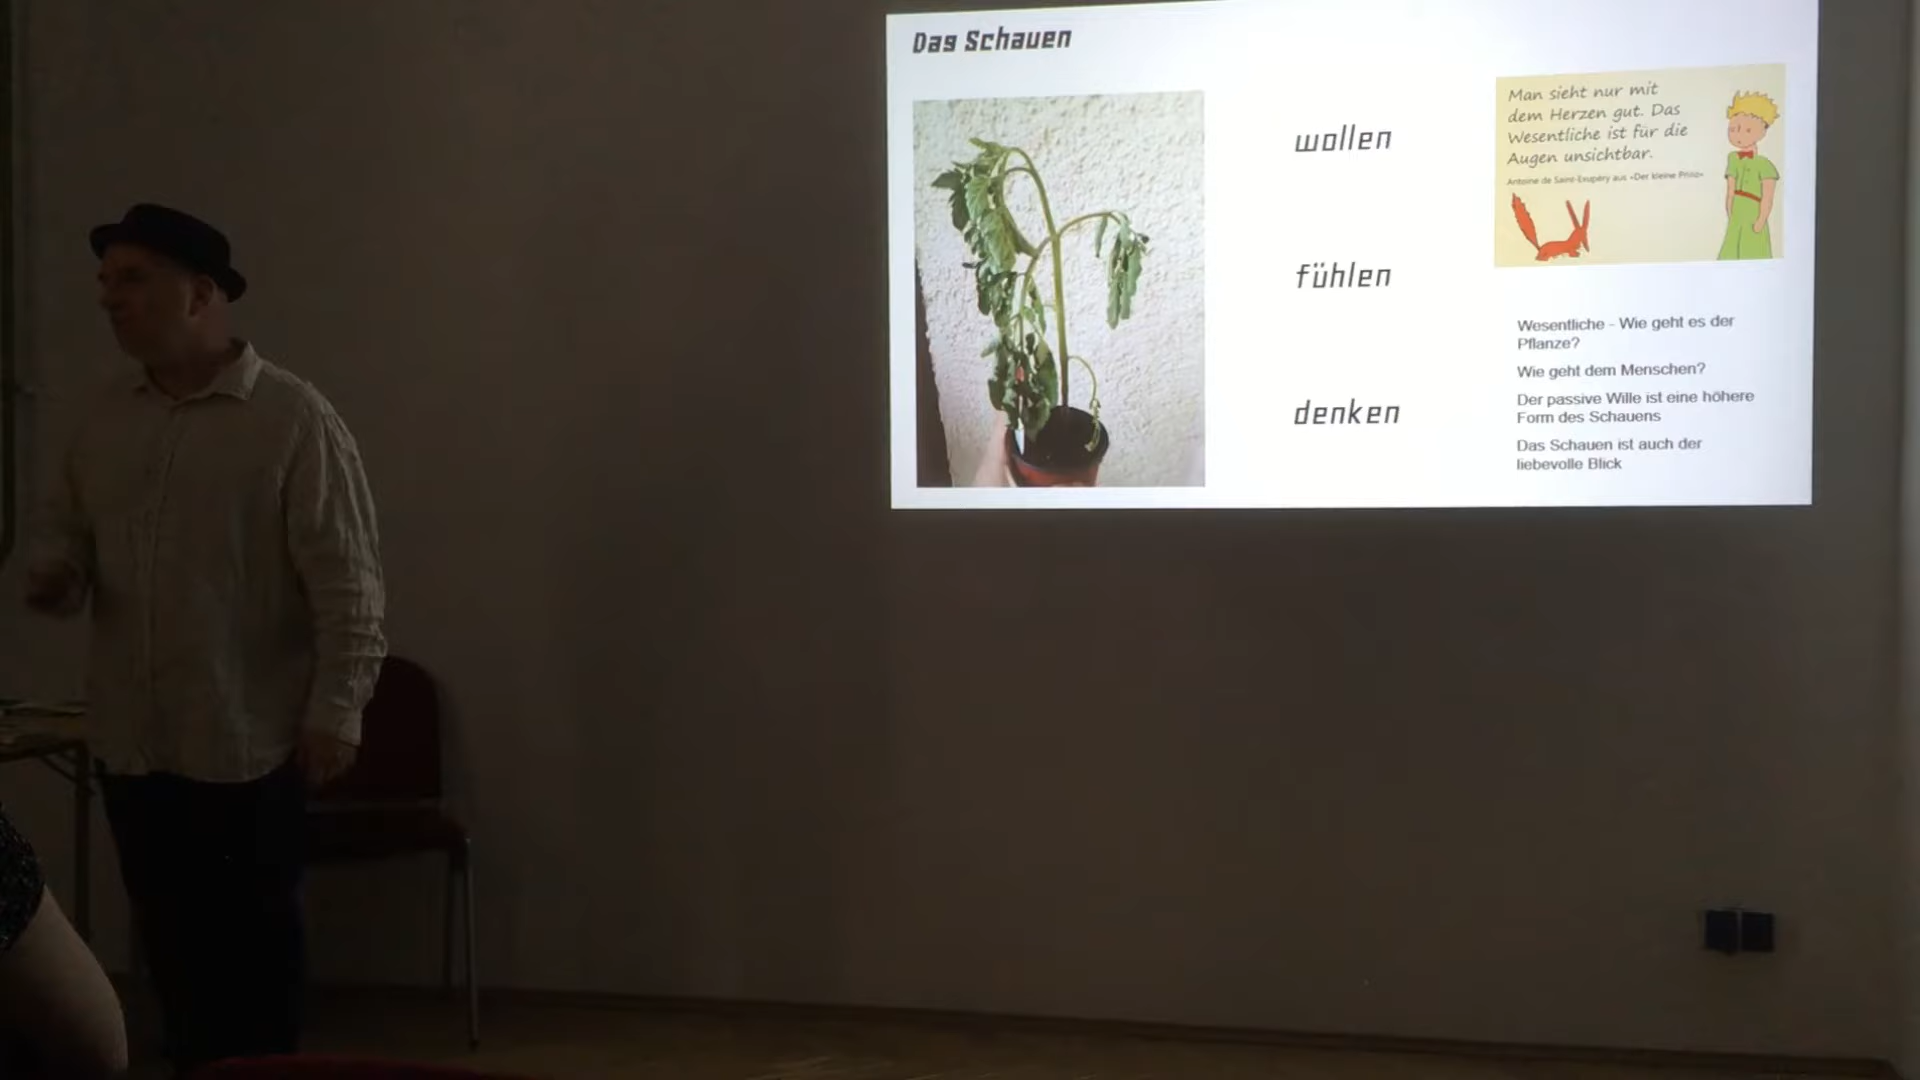 Das Schauen
wollen
fühlen
denken
Man sieht nur mit
dem Herzen gut. Das
Wesentliche ist für die
Augen unsichtbar.
Antoine de Saint-Exupéry aus «Der kleine Prinz»
Wesentliche - Wie geht es der
Pflanze?
Wie geht dem Menschen?
Der passive Wille ist eine höhere
Form des Schauens
Das Schauen ist auch der
liebevolle Blick